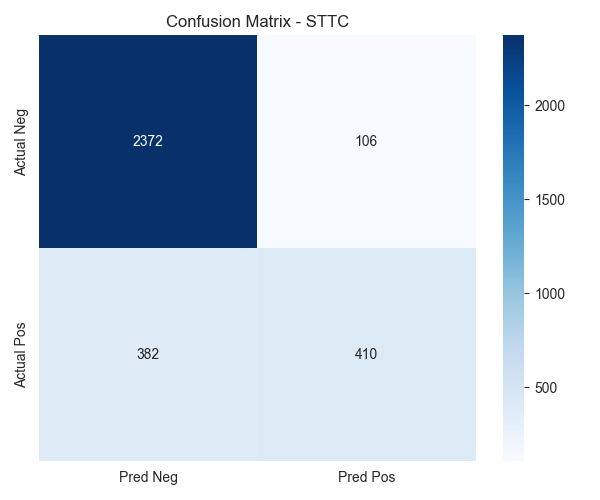 Confusion Matrix - STTC
Actual Neg
2372
106
Actual Pos
382
410
Pred Neg
Pred Pos
2000
1500
1000
500